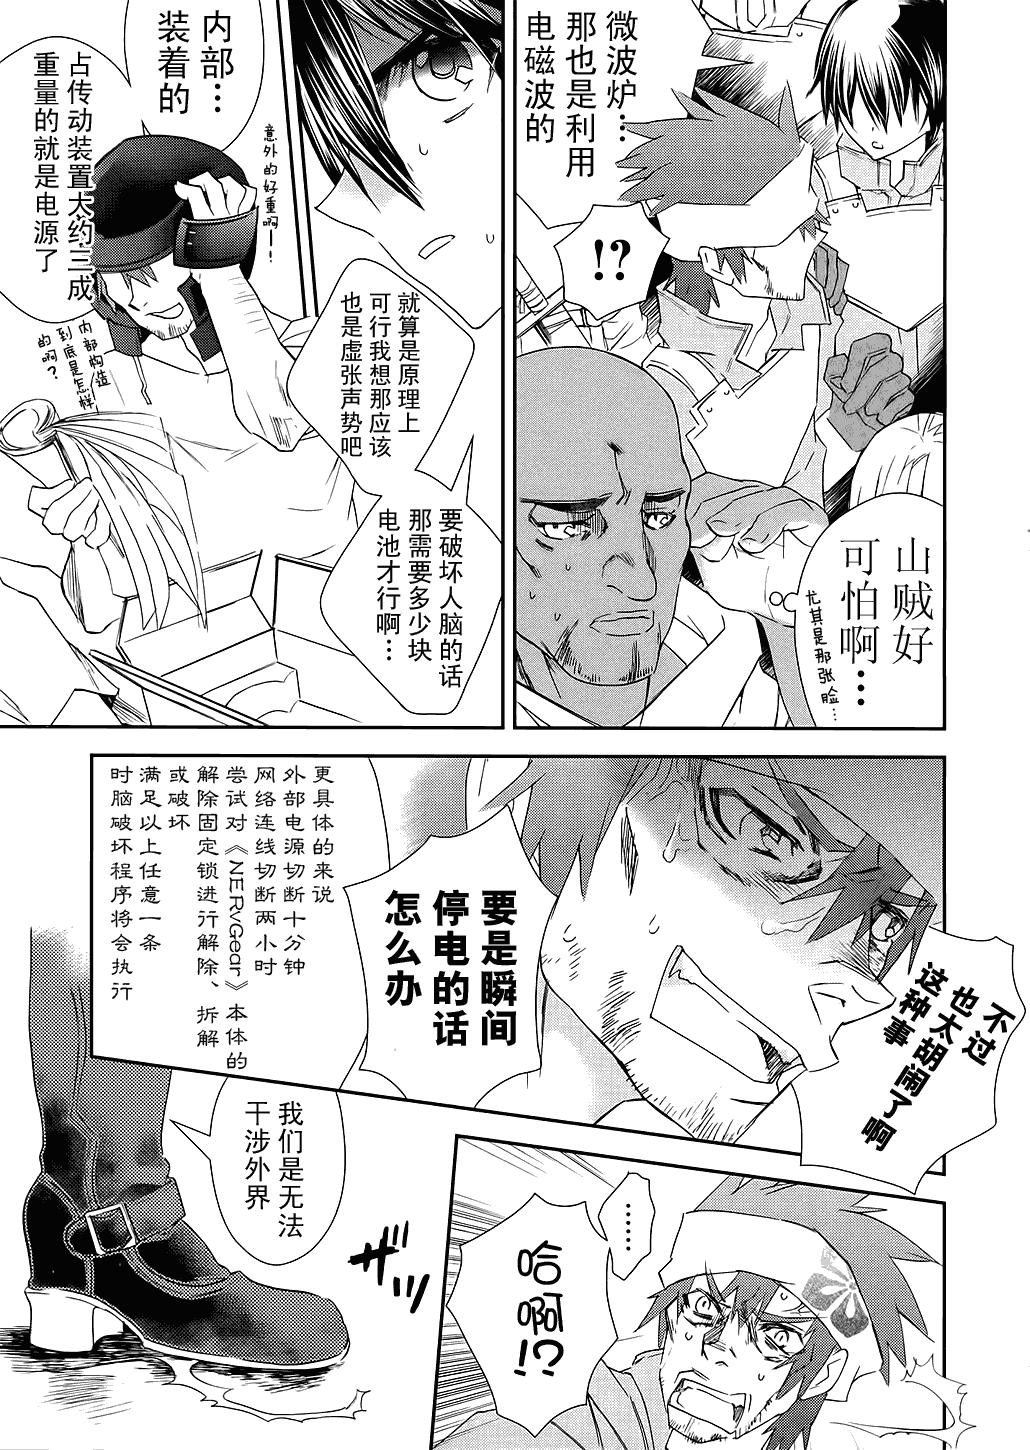 微波炉…
那也是利用
电磁波的
!?
山贼好
可怕啊…
尤其是那张脸…
内部…
装着的
占传动装置大约三成
重量的就是电源了
意外的好重啊ー!
内部构造
到底是怎样
的啊?
就算是原理上
可行我想那应该
也是虚张声势吧
要破坏人脑的话
那需要多少块
电池才行啊…
不过
也太胡闹了啊
这种事
要是瞬间
停电的话
怎么办
更具体的来说
外部电源切断十分钟
网络连线切断两小时
尝试对《NERvGear》本体的
解除固定锁进行解除、拆解
或破坏
满足以上任意一条
时脑破坏程序将会执行
……
哈啊!?
我们是无法
干涉外界
ザッ